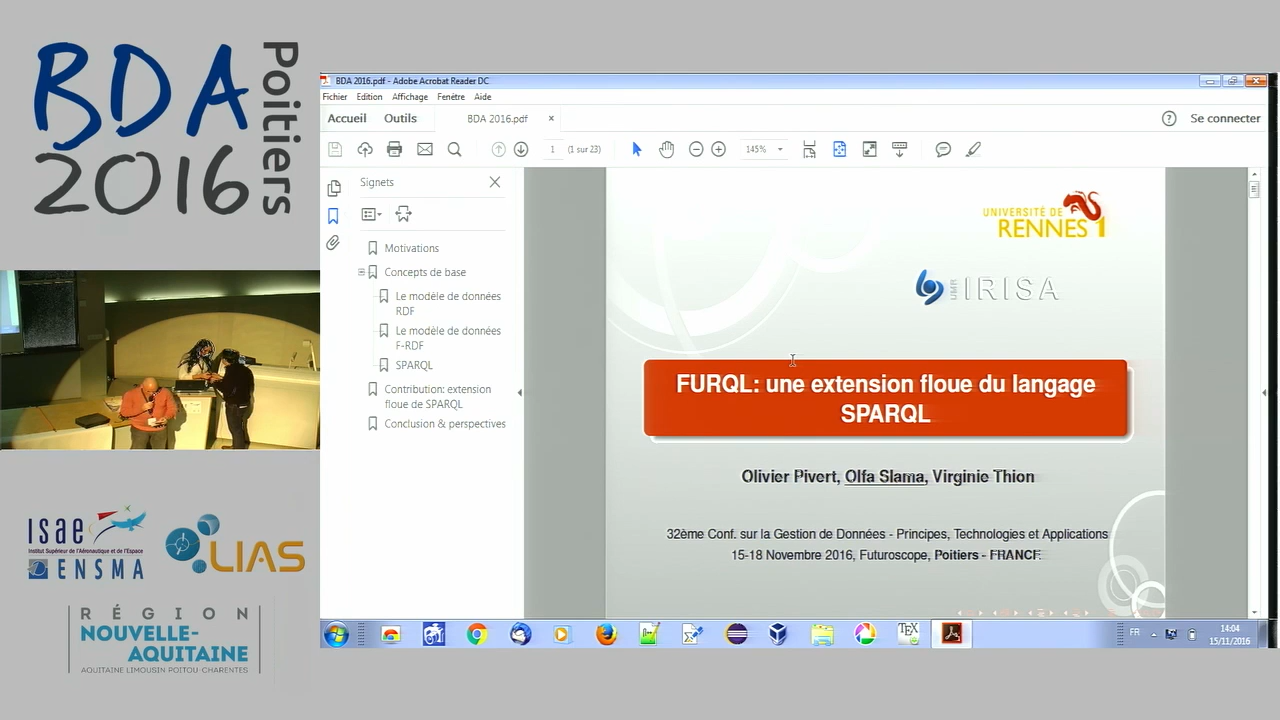 BDA
2016
Poitiers
BDA 2016.pdf - Adobe Acrobat Reader DC
Fichier Edition Affichage Fenêtre Aide
Accueil Outils BDA 2016.pdf × Se connecter
1 (1 sur 23) 145%
Signets
Motivations
Concepts de base
Le modèle de données
RDF
Le modèle de données
F-RDF
SPARQL
Contribution: extension
floue de SPARQL
Conclusion & perspectives
UNIVERSITÉ DE
RENNES 1
UMR IRISA
FURQL: une extension floue du langage
SPARQL
Olivier Pivert, Olfa Slama, Virginie Thion
32ème Conf. sur la Gestion de Données - Principes, Technologies et Applications
15-18 Novembre 2016, Futuroscope, Poitiers - FRANCE
isae
Institut Supérieur de l'Aéronautique et de l'Espace
ENSMA
LIAS
RÉGION
NOUVELLE-
AQUITAINE
AQUITAINE LIMOUSIN POITOU-CHARENTES
TEX
FR
14:04
15/11/2016